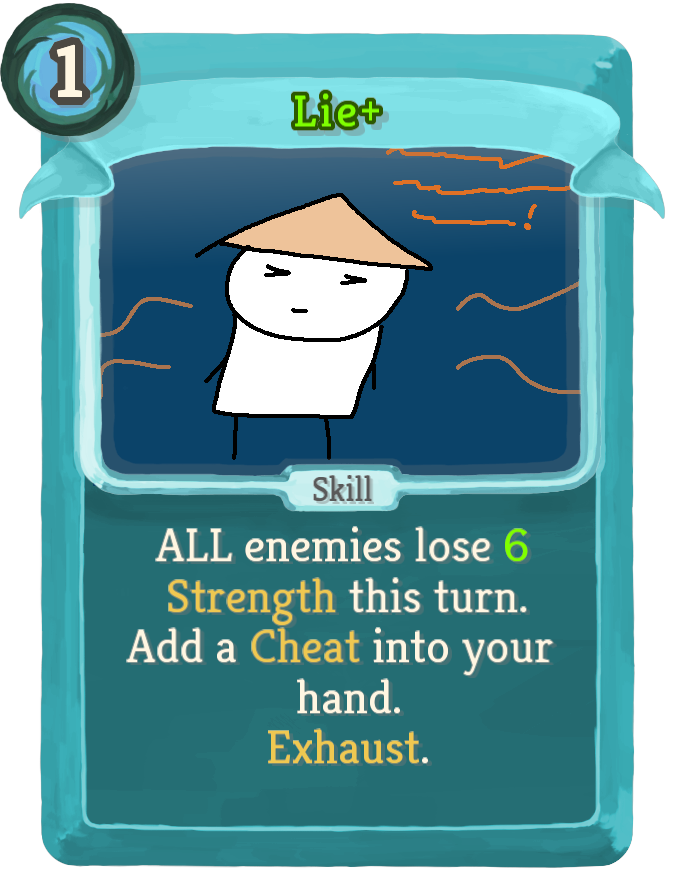 1
Lie+
Skill
ALL enemies lose 6
Strength this turn.
Add a Cheat into your
hand.
Exhaust.